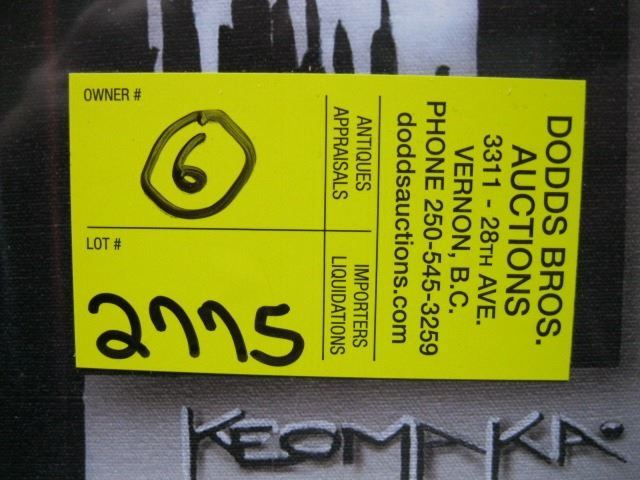 OWNER #
6
LOT #
2775
ANTIQUES
APPRAISALS
IMPORTERS
LIQUIDATIONS
DODDS BROS.
AUCTIONS
3311 - 28TH AVE.
VERNON, B.C.
PHONE 250-545-3259
doddsauctions.com
KEOMAKA